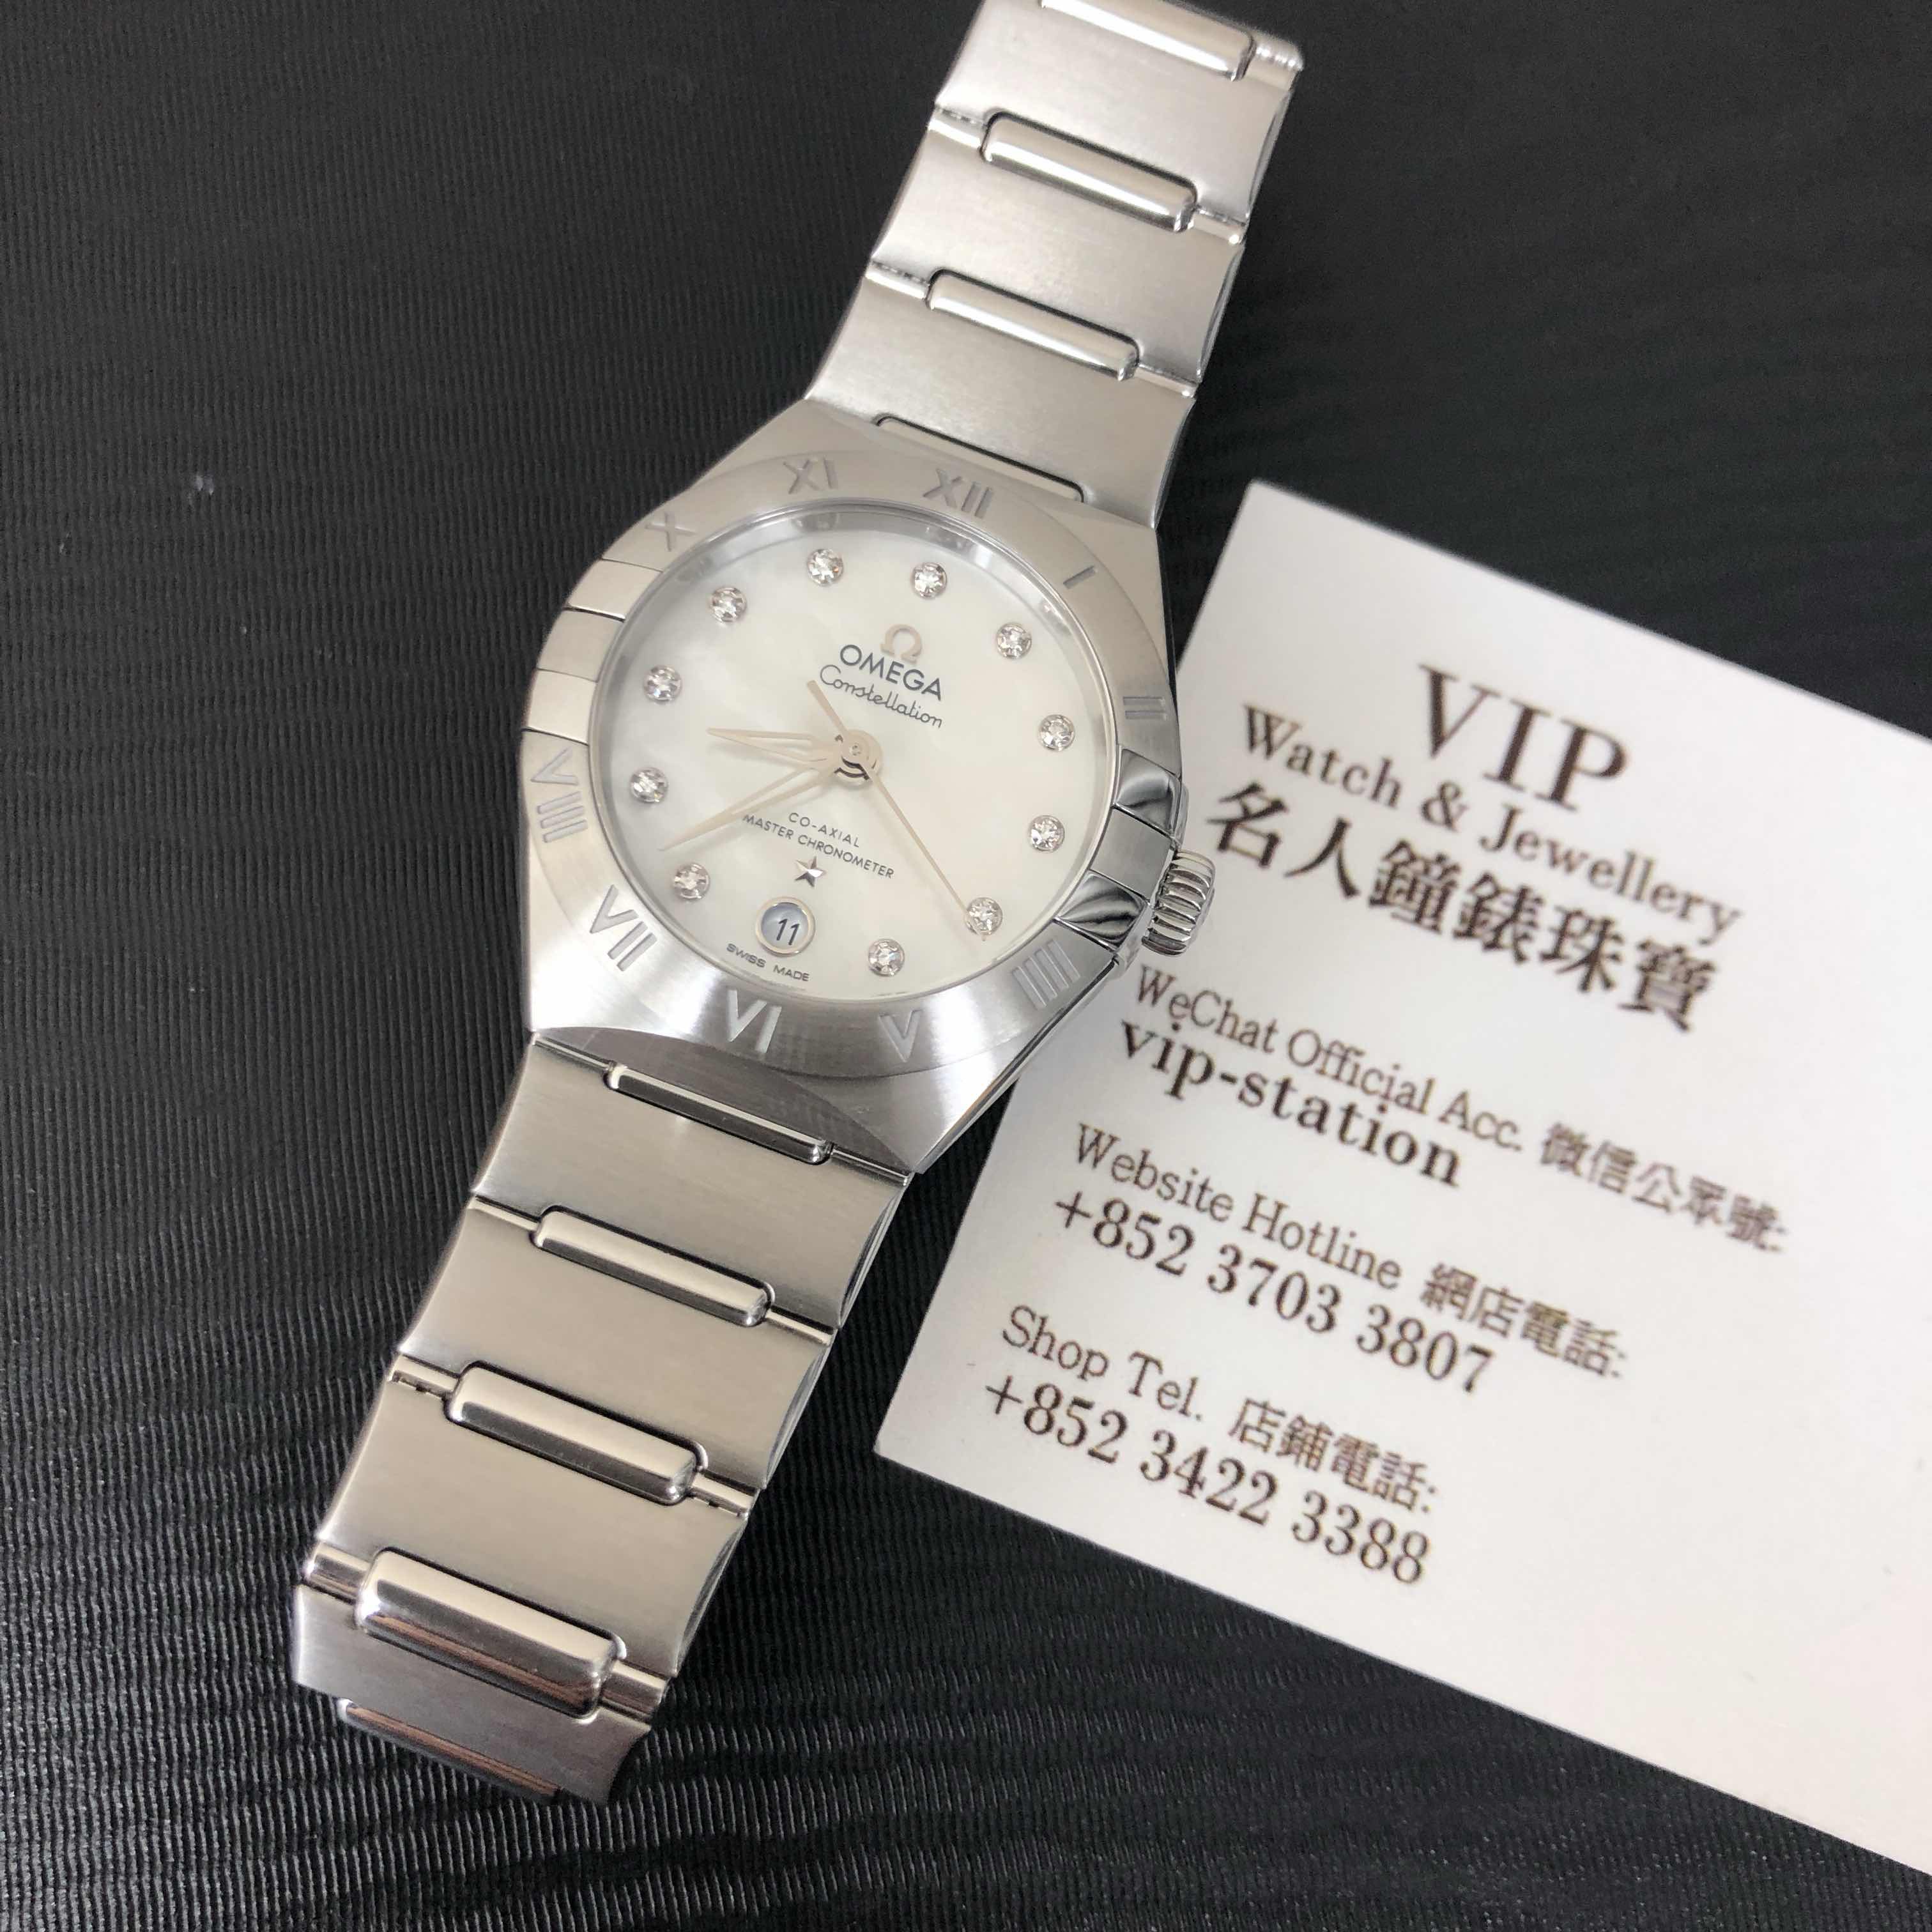 XII
I
II
IIII
V
VI
VII
VIII
X
XI
Ω
OMEGA
Constellation
CO-AXIAL
MASTER CHRONOMETER
11
SWISS MADE
VIP
Watch & Jewellery
名人鐘錶珠寶
WeChat Official Acc. 微信公眾號:
vip-station
Website Hotline 網店電話:
+852 3703 3807
Shop Tel. 店鋪電話:
+852 3422 3388